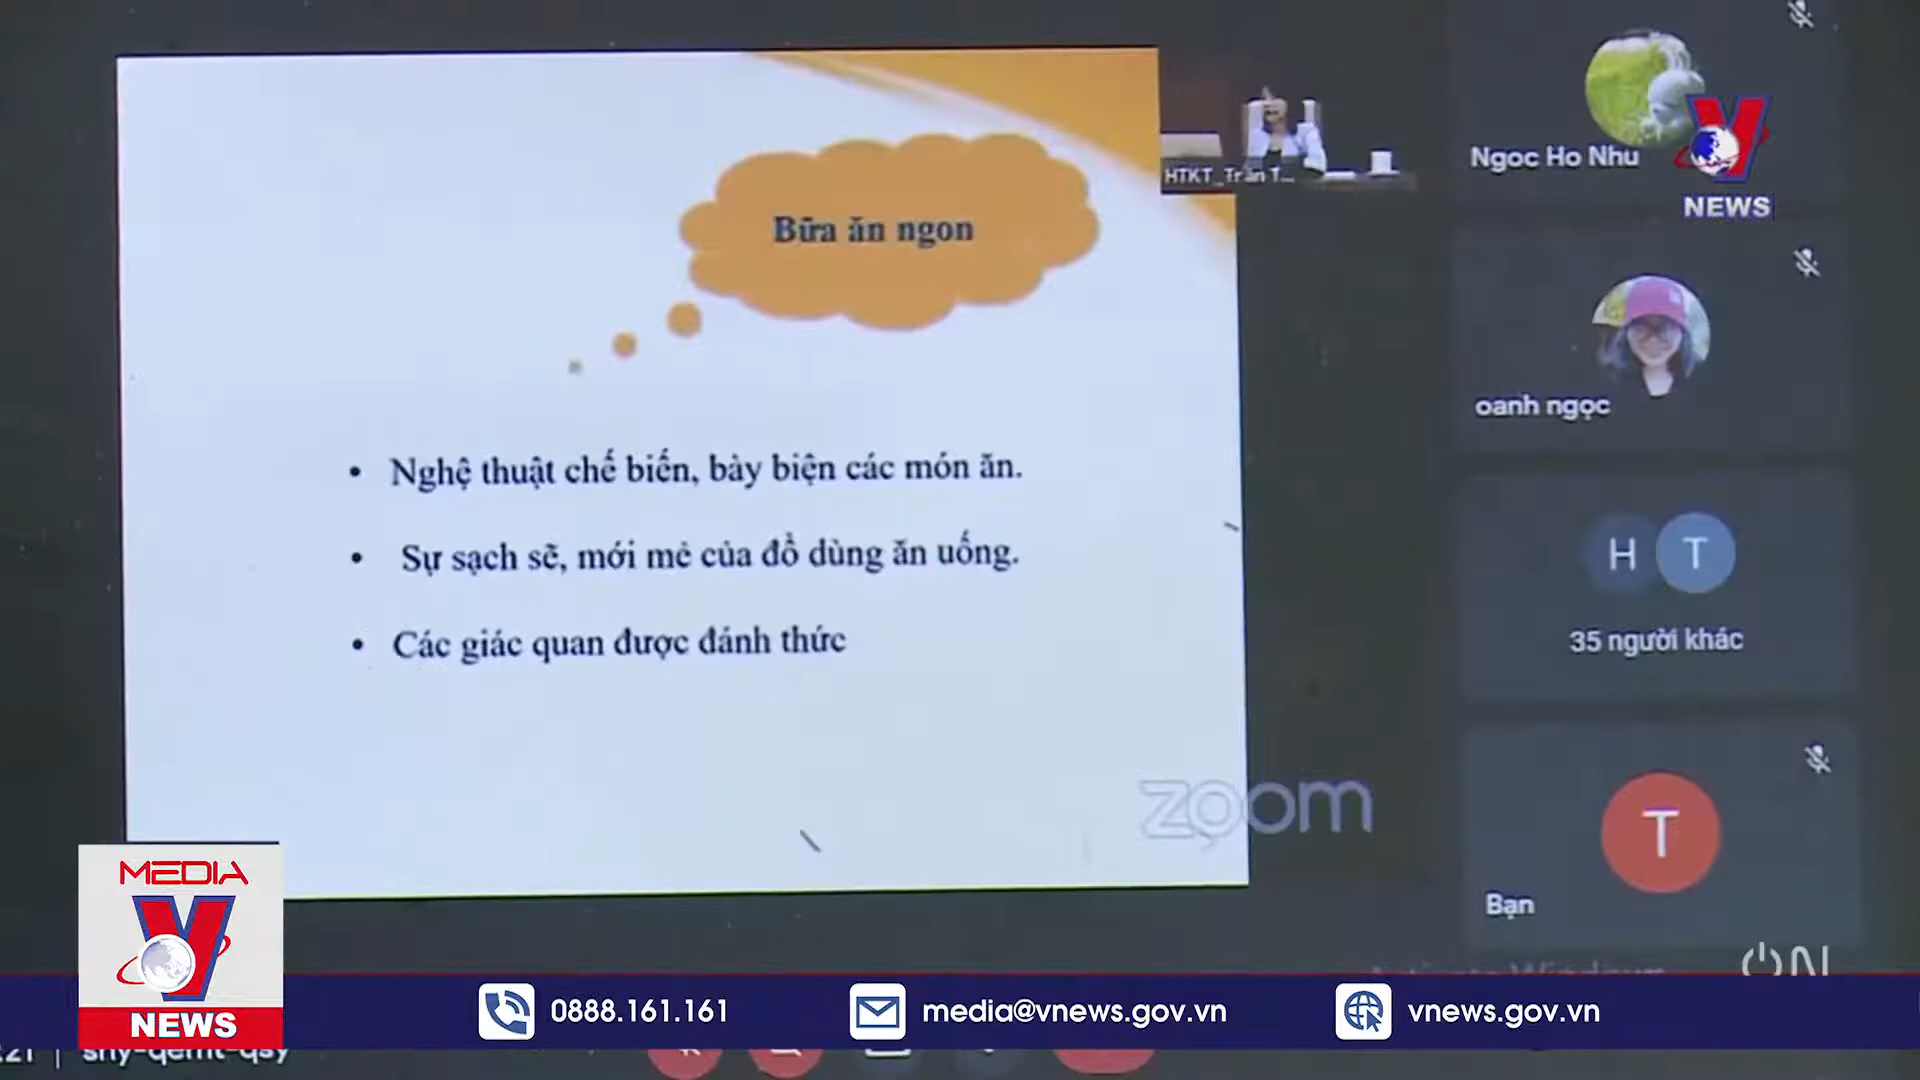 Bữa ăn ngon
• Nghệ thuật chế biến, bày biện các món ăn.
• Sự sạch sẽ, mới mẻ của đồ dùng ăn uống.
• Các giác quan được đánh thức
HTKT_Trần T...
Ngoc Ho Nhu
NEWS
oanh ngọc
H
T
35 người khác
T
Bạn
zoom
ON
MEDIA
NEWS
0888.161.161
media@vnews.gov.vn
vnews.gov.vn